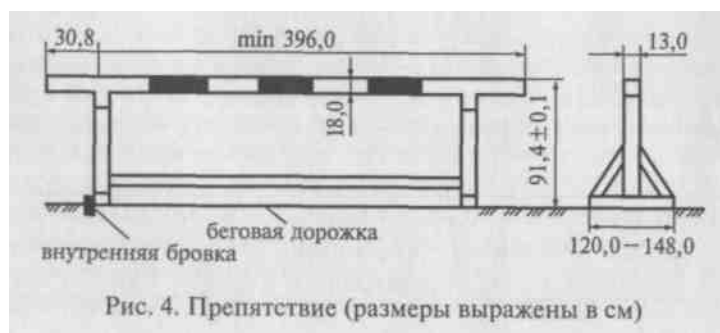 30,8
min 396,0
13,0
18,0
91,4±0,1
беговая дорожка
внутренняя бровка
120,0−148,0
Рис. 4. Препятствие (размеры выражены в см)